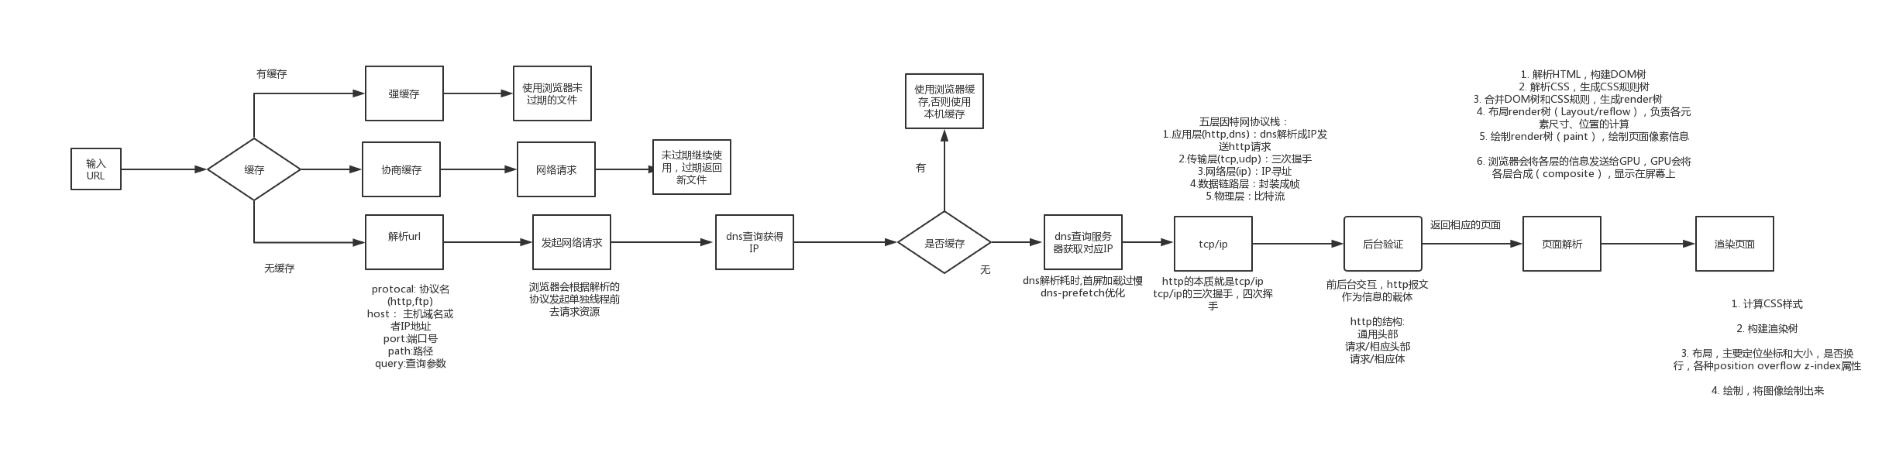 输入
URL
缓存
有缓存
无缓存
强缓存
使用浏览器未
过期的文件
协商缓存
网络请求
未过期继续使
用，过期返回
新文件
解析url
protocal: 协议名
(http,ftp)
host： 主机域名或
者IP地址
port:端口号
path:路径
query:查询参数
发起网络请求
浏览器会根据解析的
协议发起单独线程前
去请求资源
dns查询获得
IP
是否缓存
有
无
使用浏览器缓
存,否则使用
本机缓存
dns查询服务
器获取对应IP
dns解析耗时,首屏加载过慢
dns-prefetch优化
五层因特网协议栈：
1.应用层(http,dns)：dns解析成IP发
送http请求
2.传输层(tcp,udp)：三次握手
3.网络层(ip)：IP寻址
4.数据链路层：封装成帧
5.物理层：比特流
tcp/ip
http的本质就是tcp/ip
tcp/ip的三次握手，四次挥
手
后台验证
前后台交互，http报文
作为信息的载体
http的结构:
通用头部
请求/相应头部
请求/相应体
返回相应的页面
1. 解析HTML，构建DOM树
2. 解析CSS，生成CSS规则树
3. 合并DOM树和CSS规则，生成render树
4. 布局render树（Layout/reflow），负责各元
素尺寸、位置的计算
5. 绘制render树（paint），绘制页面像素信息
6. 浏览器会将各层的信息发送给GPU，GPU会将
各层合成（composite），显示在屏幕上
页面解析
渲染页面
1. 计算CSS样式
2. 构建渲染树
3. 布局，主要定位坐标和大小，是否换
行，各种position overflow z-index属性
4. 绘制，将图像绘制出来